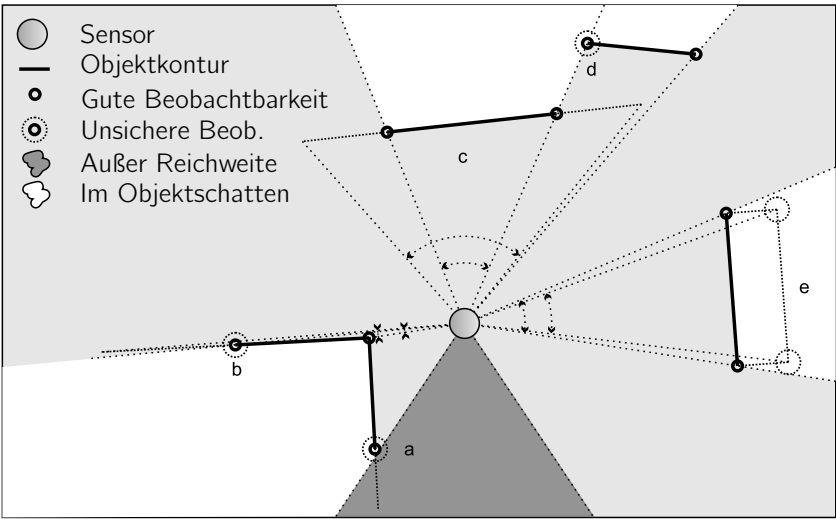 Sensor
Objektkontur
Gute Beobachtbarkeit
Unsichere Beob.
Außer Reichweite
Im Objektschatten
d
c
e
b
a